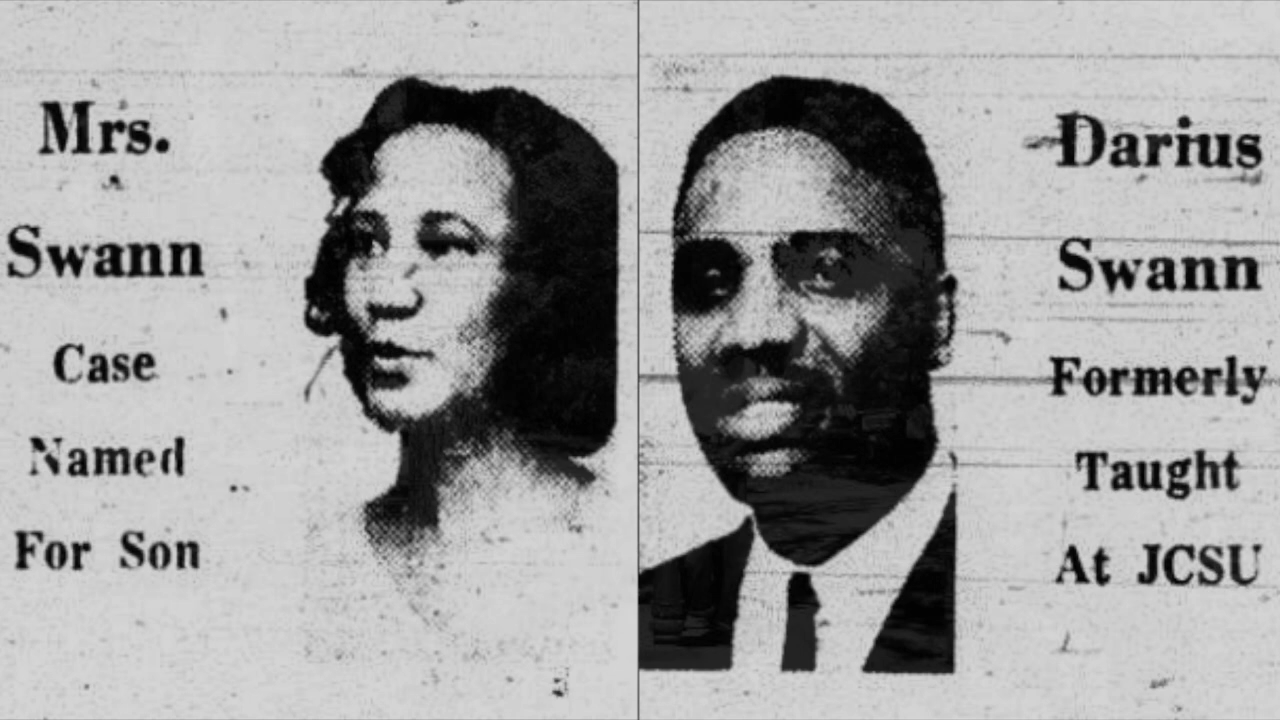 Mrs.
Swann
Case
Named
For Son
Darius
Swann
Formerly
Taught
At JCSU